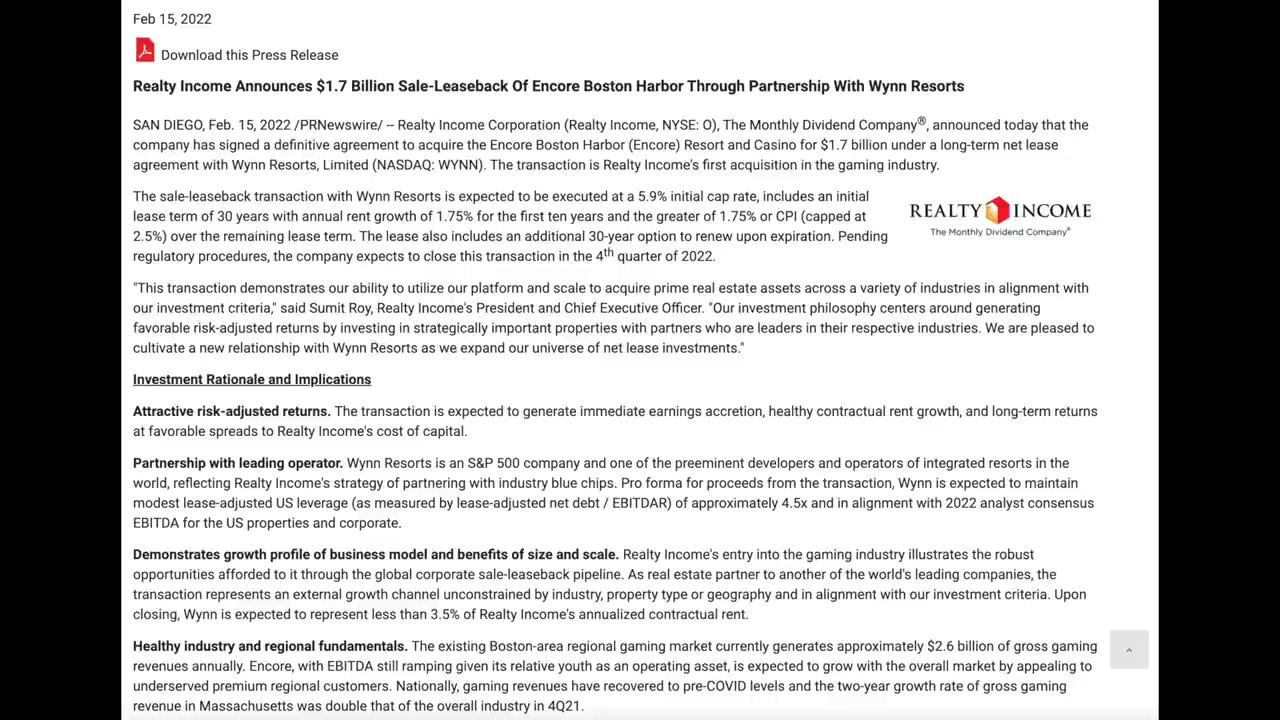 Feb 15, 2022
Download this Press Release
Realty Income Announces $1.7 Billion Sale-Leaseback Of Encore Boston Harbor Through Partnership With Wynn Resorts
SAN DIEGO, Feb. 15, 2022 /PRNewswire/ -- Realty Income Corporation (Realty Income, NYSE: O), The Monthly Dividend Company®, announced today that the
company has signed a definitive agreement to acquire the Encore Boston Harbor (Encore) Resort and Casino for $1.7 billion under a long-term net lease
agreement with Wynn Resorts, Limited (NASDAQ: WYNN). The transaction is Realty Income's first acquisition in the gaming industry.
The sale-leaseback transaction with Wynn Resorts is expected to be executed at a 5.9% initial cap rate, includes an initial
lease term of 30 years with annual rent growth of 1.75% for the first ten years and the greater of 1.75% or CPI (capped at
2.5%) over the remaining lease term. The lease also includes an additional 30-year option to renew upon expiration. Pending
regulatory procedures, the company expects to close this transaction in the 4th quarter of 2022.
REALTY INCOME
The Monthly Dividend Company®
"This transaction demonstrates our ability to utilize our platform and scale to acquire prime real estate assets across a variety of industries in alignment with
our investment criteria," said Sumit Roy, Realty Income's President and Chief Executive Officer. "Our investment philosophy centers around generating
favorable risk-adjusted returns by investing in strategically important properties with partners who are leaders in their respective industries. We are pleased to
cultivate a new relationship with Wynn Resorts as we expand our universe of net lease investments."
Investment Rationale and Implications
Attractive risk-adjusted returns. The transaction is expected to generate immediate earnings accretion, healthy contractual rent growth, and long-term returns
at favorable spreads to Realty Income's cost of capital.
Partnership with leading operator. Wynn Resorts is an S&P 500 company and one of the preeminent developers and operators of integrated resorts in the
world, reflecting Realty Income's strategy of partnering with industry blue chips. Pro forma for proceeds from the transaction, Wynn is expected to maintain
modest lease-adjusted US leverage (as measured by lease-adjusted net debt / EBITDAR) of approximately 4.5x and in alignment with 2022 analyst consensus
EBITDA for the US properties and corporate.
Demonstrates growth profile of business model and benefits of size and scale. Realty Income's entry into the gaming industry illustrates the robust
opportunities afforded to it through the global corporate sale-leaseback pipeline. As real estate partner to another of the world's leading companies, the
transaction represents an external growth channel unconstrained by industry, property type or geography and in alignment with our investment criteria. Upon
closing, Wynn is expected to represent less than 3.5% of Realty Income's annualized contractual rent.
Healthy industry and regional fundamentals. The existing Boston-area regional gaming market currently generates approximately $2.6 billion of gross gaming
revenues annually. Encore, with EBITDA still ramping given its relative youth as an operating asset, is expected to grow with the overall market by appealing to
underserved premium regional customers. Nationally, gaming revenues have recovered to pre-COVID levels and the two-year growth rate of gross gaming
revenue in Massachusetts was double that of the overall industry in 4Q21.